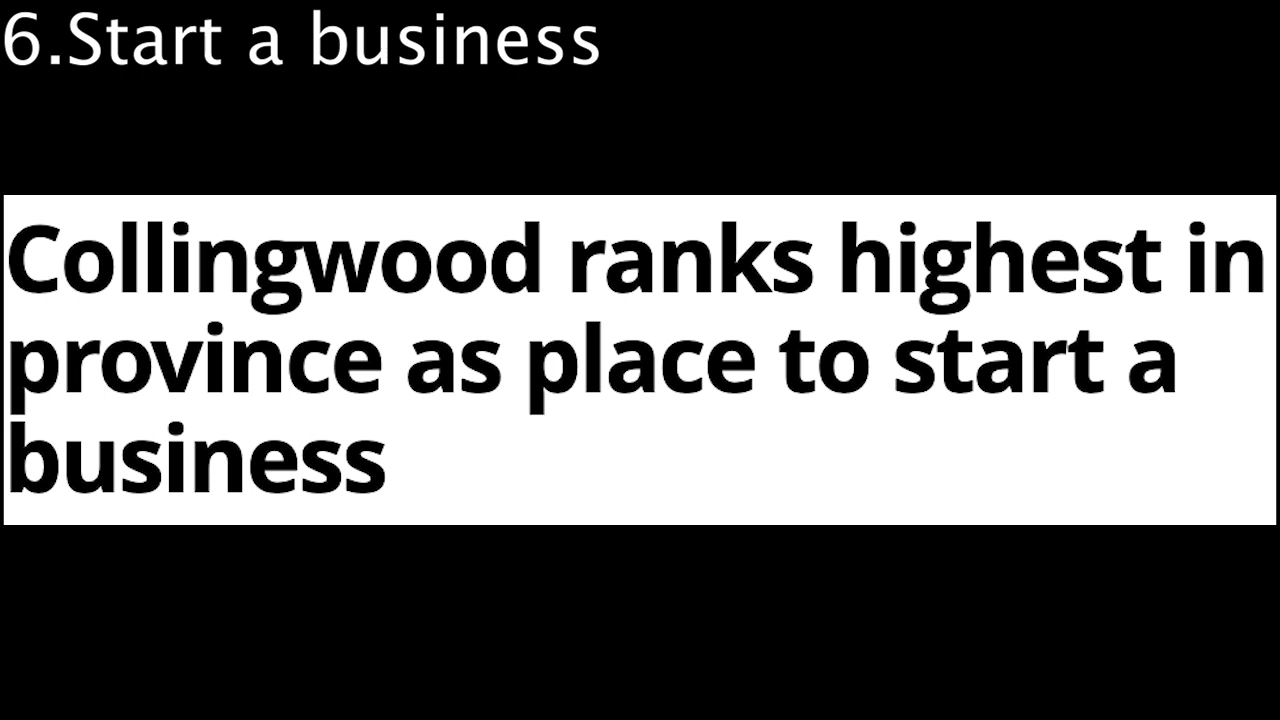 6.Start a business
Collingwood ranks highest in
province as place to start a
business